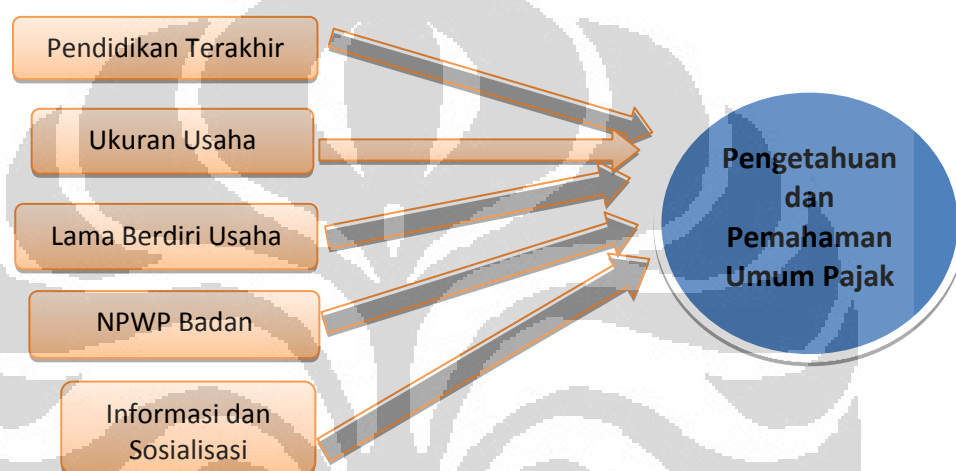 Pendidikan Terakhir
Ukuran Usaha
Lama Berdiri Usaha
NPWP Badan
Informasi dan
Sosialisasi
Pengetahuan
dan
Pemahaman
Umum Pajak